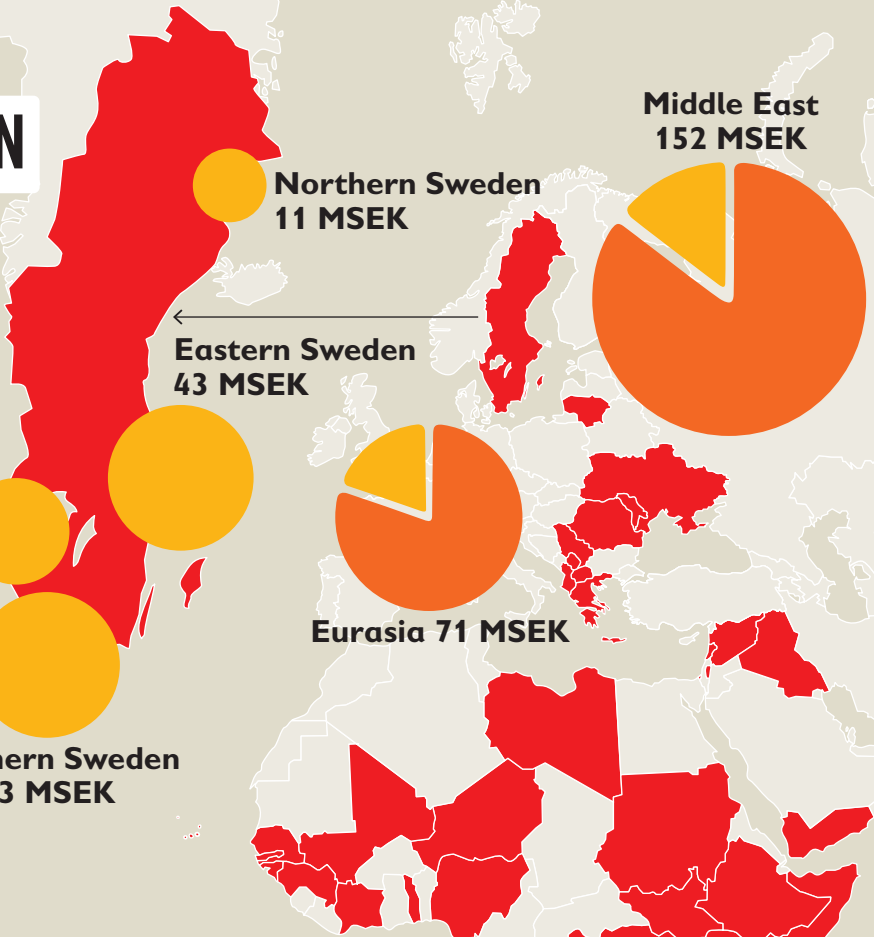 N
Middle East
152 MSEK
Northern Sweden
11 MSEK
Eastern Sweden
43 MSEK
Eurasia 71 MSEK
hern Sweden
3 MSEK